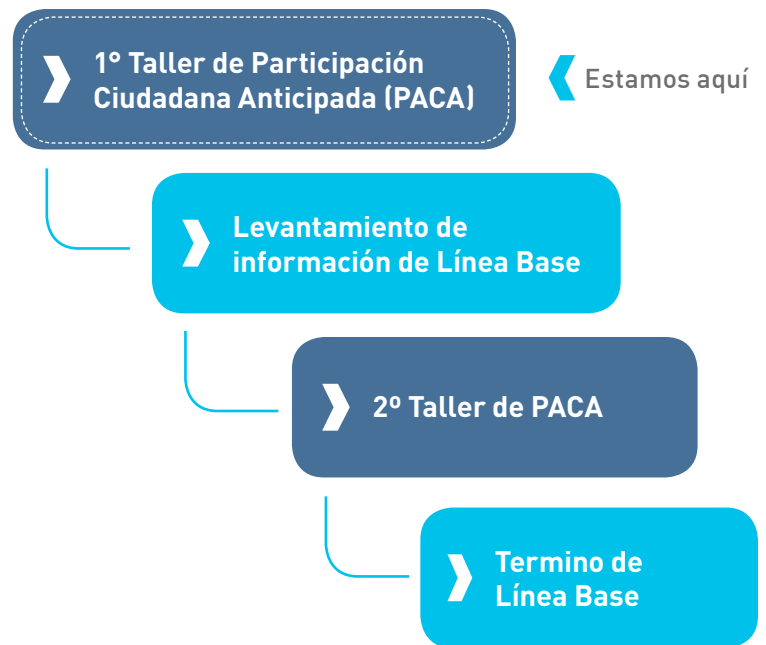 1° Taller de Participación
Ciudadana Anticipada (PACA)
Estamos aquí
Levantamiento de
información de Línea Base
2º Taller de PACA
Termino de
Línea Base